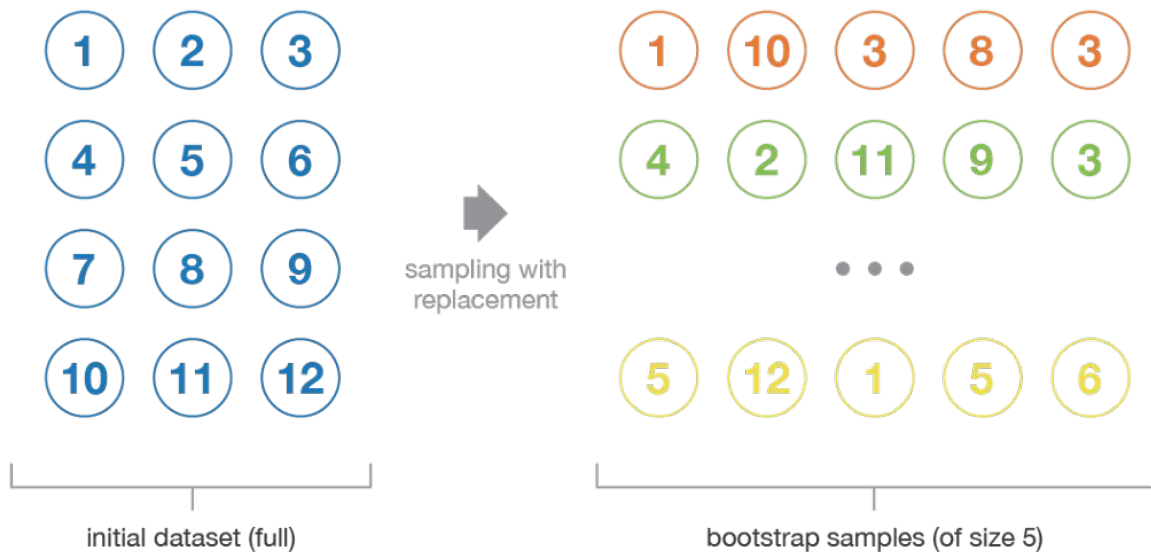 1 2 3
4 5 6
7 8 9
10 11 12
initial dataset (full)
sampling with
replacement
1 10 3 8 3
4 2 11 9 3
5 12 1 5 6
bootstrap samples (of size 5)